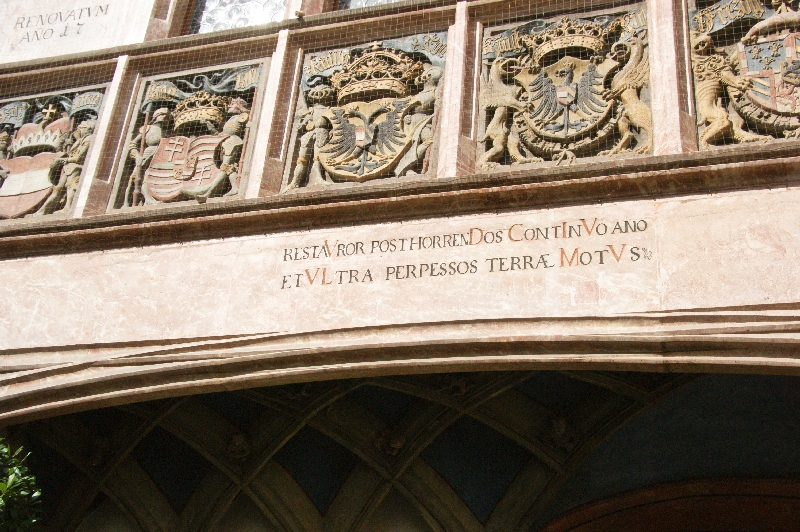 RENOVATVM
ANO 17
RESTAVROR POST HORRENDOS CONTINVO ANO
ET VLTRA PERPESSOS TERRÆ MOTVS